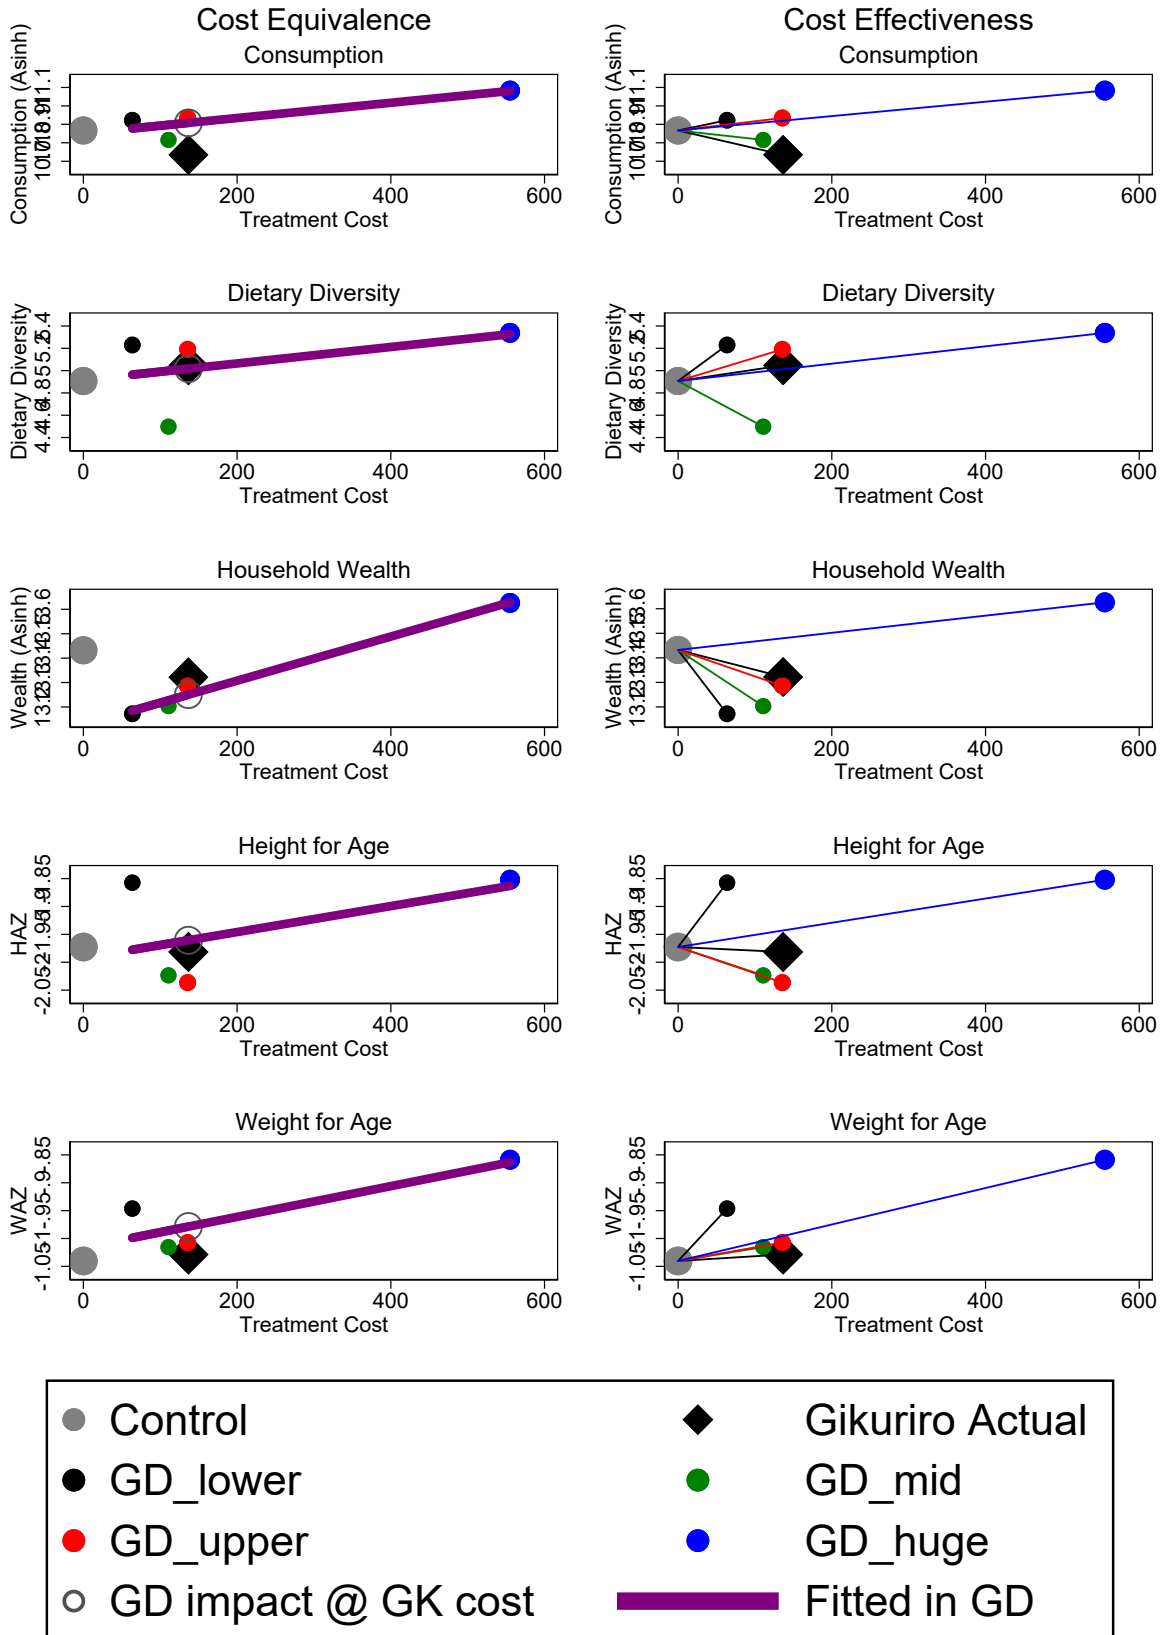 Cost Equivalence
Cost Effectiveness
Consumption
Consumption (Asinh)
0 200 400 600
Treatment Cost
Consumption
Consumption (Asinh)
0 200 400 600
Treatment Cost
Dietary Diversity
Dietary Diversity
0 200 400 600
Treatment Cost
Dietary Diversity
Dietary Diversity
0 200 400 600
Treatment Cost
Household Wealth
Wealth (Asinh)
0 200 400 600
Treatment Cost
Household Wealth
Wealth (Asinh)
0 200 400 600
Treatment Cost
Height for Age
HAZ
0 200 400 600
Treatment Cost
Height for Age
HAZ
0 200 400 600
Treatment Cost
Weight for Age
WAZ
0 200 400 600
Treatment Cost
Weight for Age
WAZ
0 200 400 600
Treatment Cost
Control
Gikuriro Actual
GD_lower
GD_mid
GD_upper
GD_huge
GD impact @ GK cost
Fitted in GD